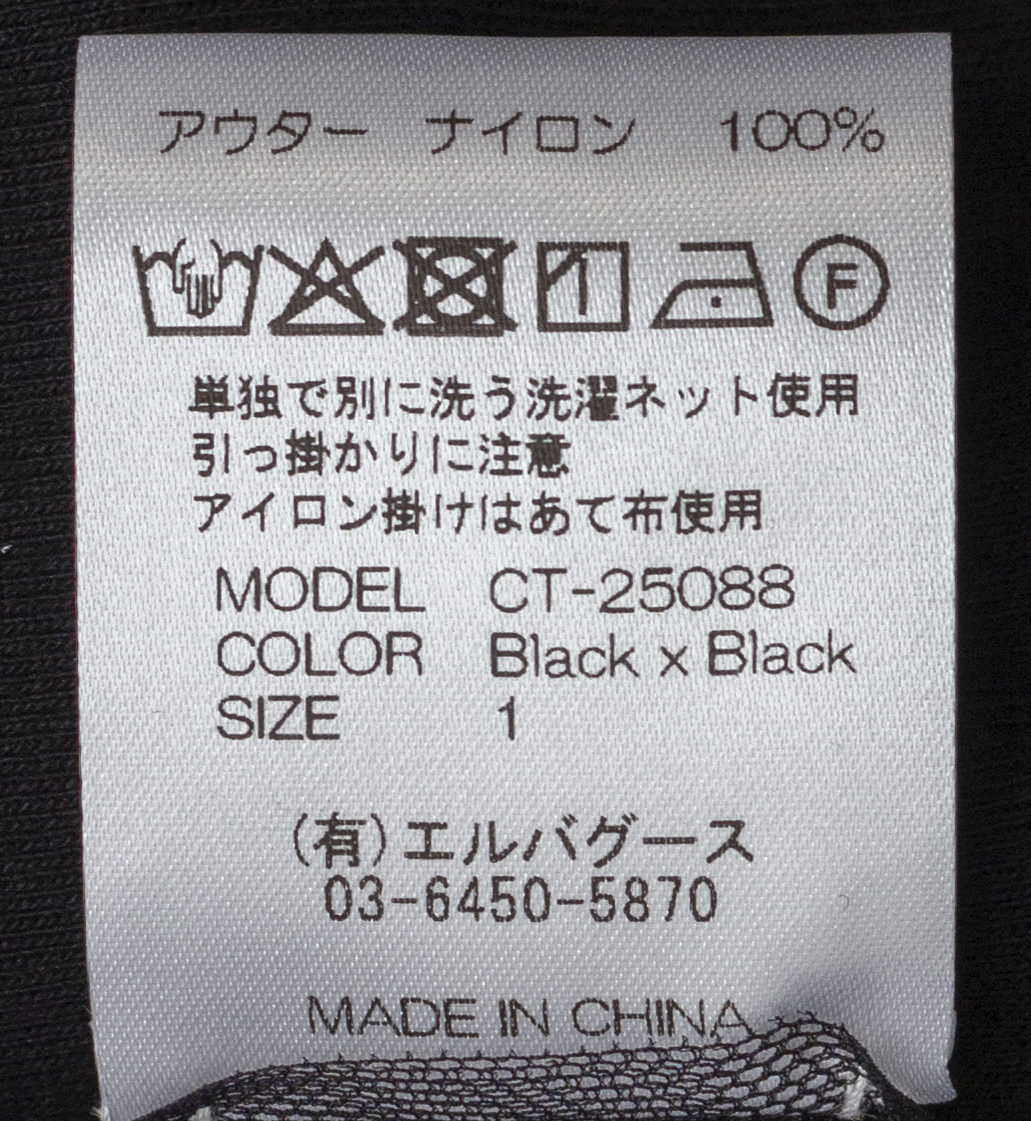 アウター　ナイロン　100%
F
単独で別に洗う洗濯ネット使用
引っ掛かりに注意
アイロン掛けはあて布使用
MODEL CT-25088
COLOR Black x Black
SIZE 1
(有)エルバグース
03-6450-5870
MADE IN CHINA